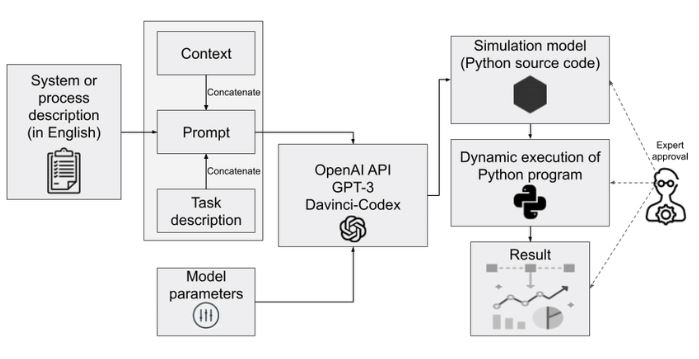 System or
process
description
(in English)
Context
Concatenate
Prompt
Concatenate
Task
description
Model
parameters
OpenAI API
GPT-3
Davinci-Codex
Simulation model
(Python source code)
Dynamic execution of
Python program
Result
Expert
approval